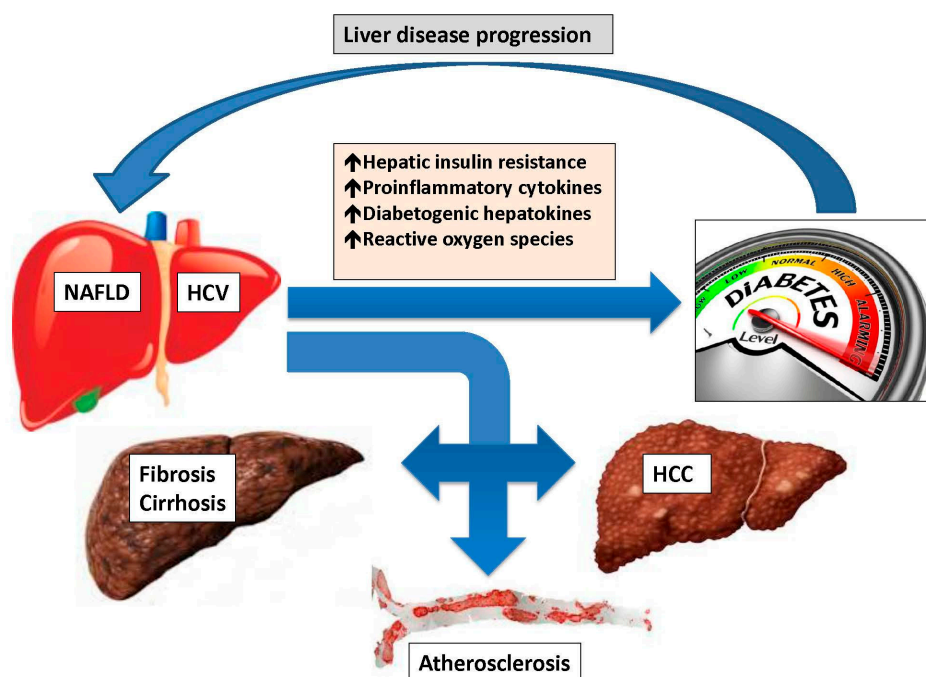 Liver disease progression
↑Hepatic insulin resistance
↑Proinflammatory cytokines
↑Diabetogenic hepatokines
↑Reactive oxygen species
NAFLD
HCV
LOW
NORMAL
HIGH
ALARMING
DiABETES
Level
Fibrosis
Cirrhosis
HCC
Atherosclerosis